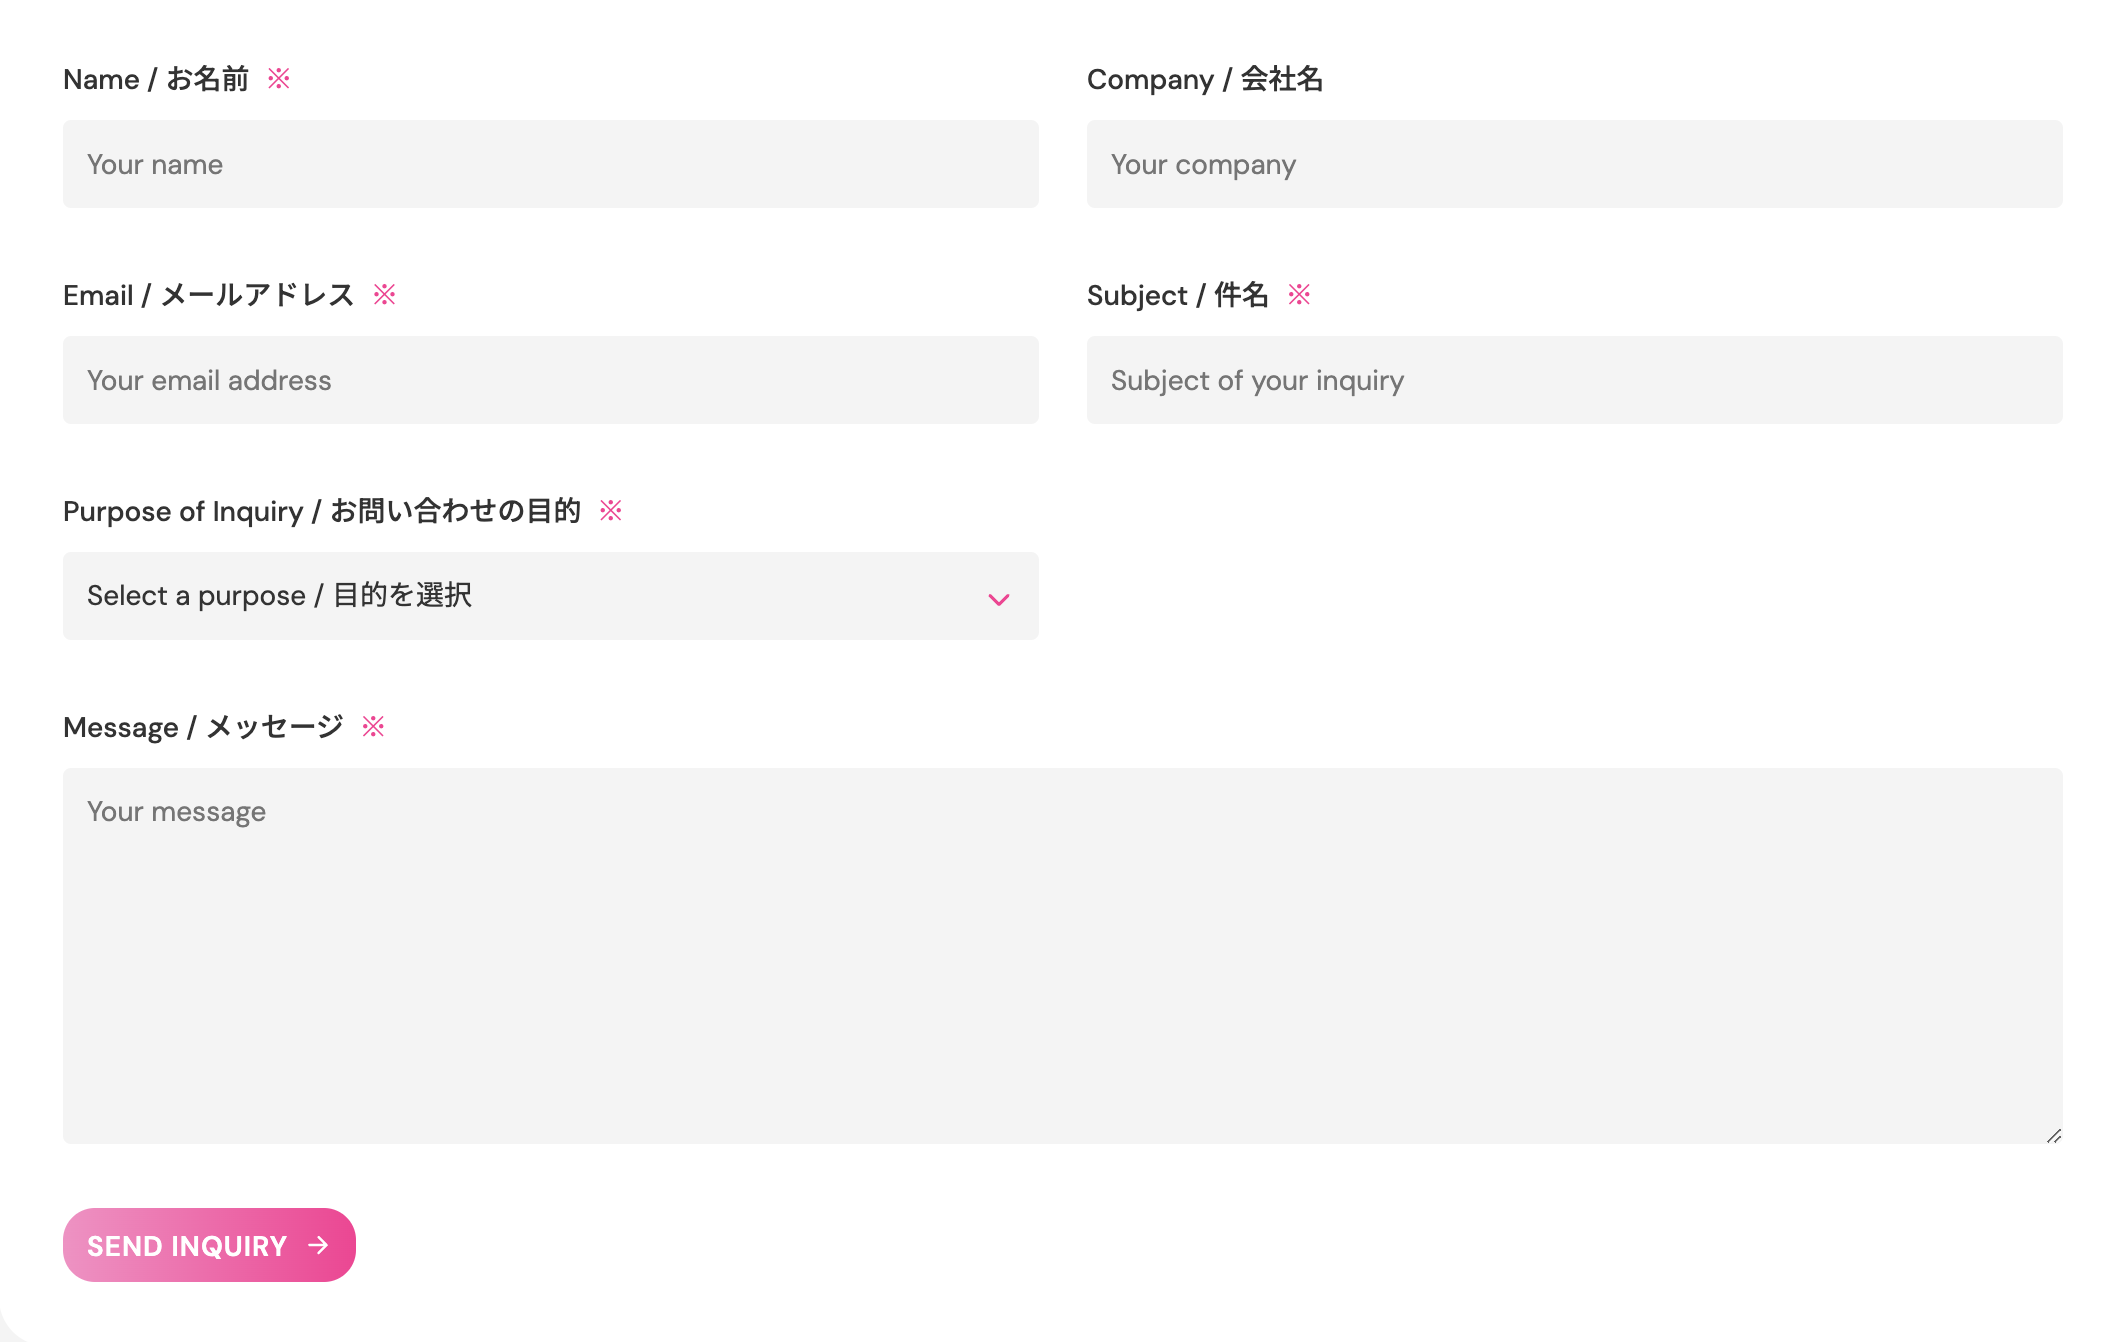 Name / お名前 ※
Company / 会社名
Your name
Your company
Email / メールアドレス ※
Subject / 件名 ※
Your email address
Subject of your inquiry
Purpose of Inquiry / お問い合わせの目的 ※
Select a purpose / 目的を選択
Message / メッセージ ※
Your message
SEND INQUIRY →